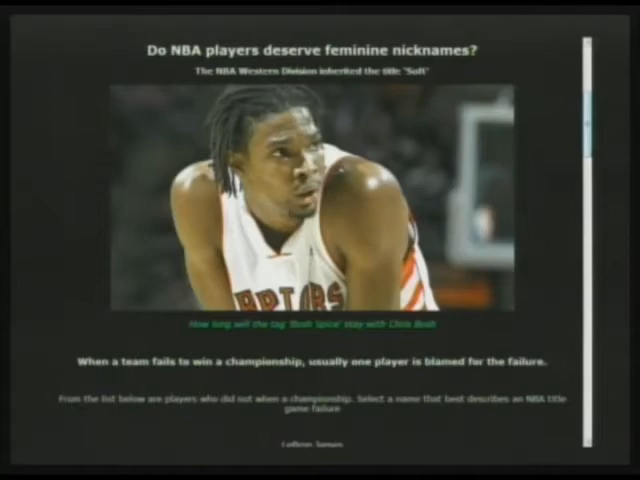 Do NBA players deserve feminine nicknames?
The NBA Western Division inherited the title 'Soft'
RAPTORS
How long will the tag 'Bosh Spice' stay with Chris Bosh
When a team fails to win a championship, usually one player is blamed for the failure.
From the list below are players who did not when a championship. Select a name that best describes an NBA title
game failure
LeBron James